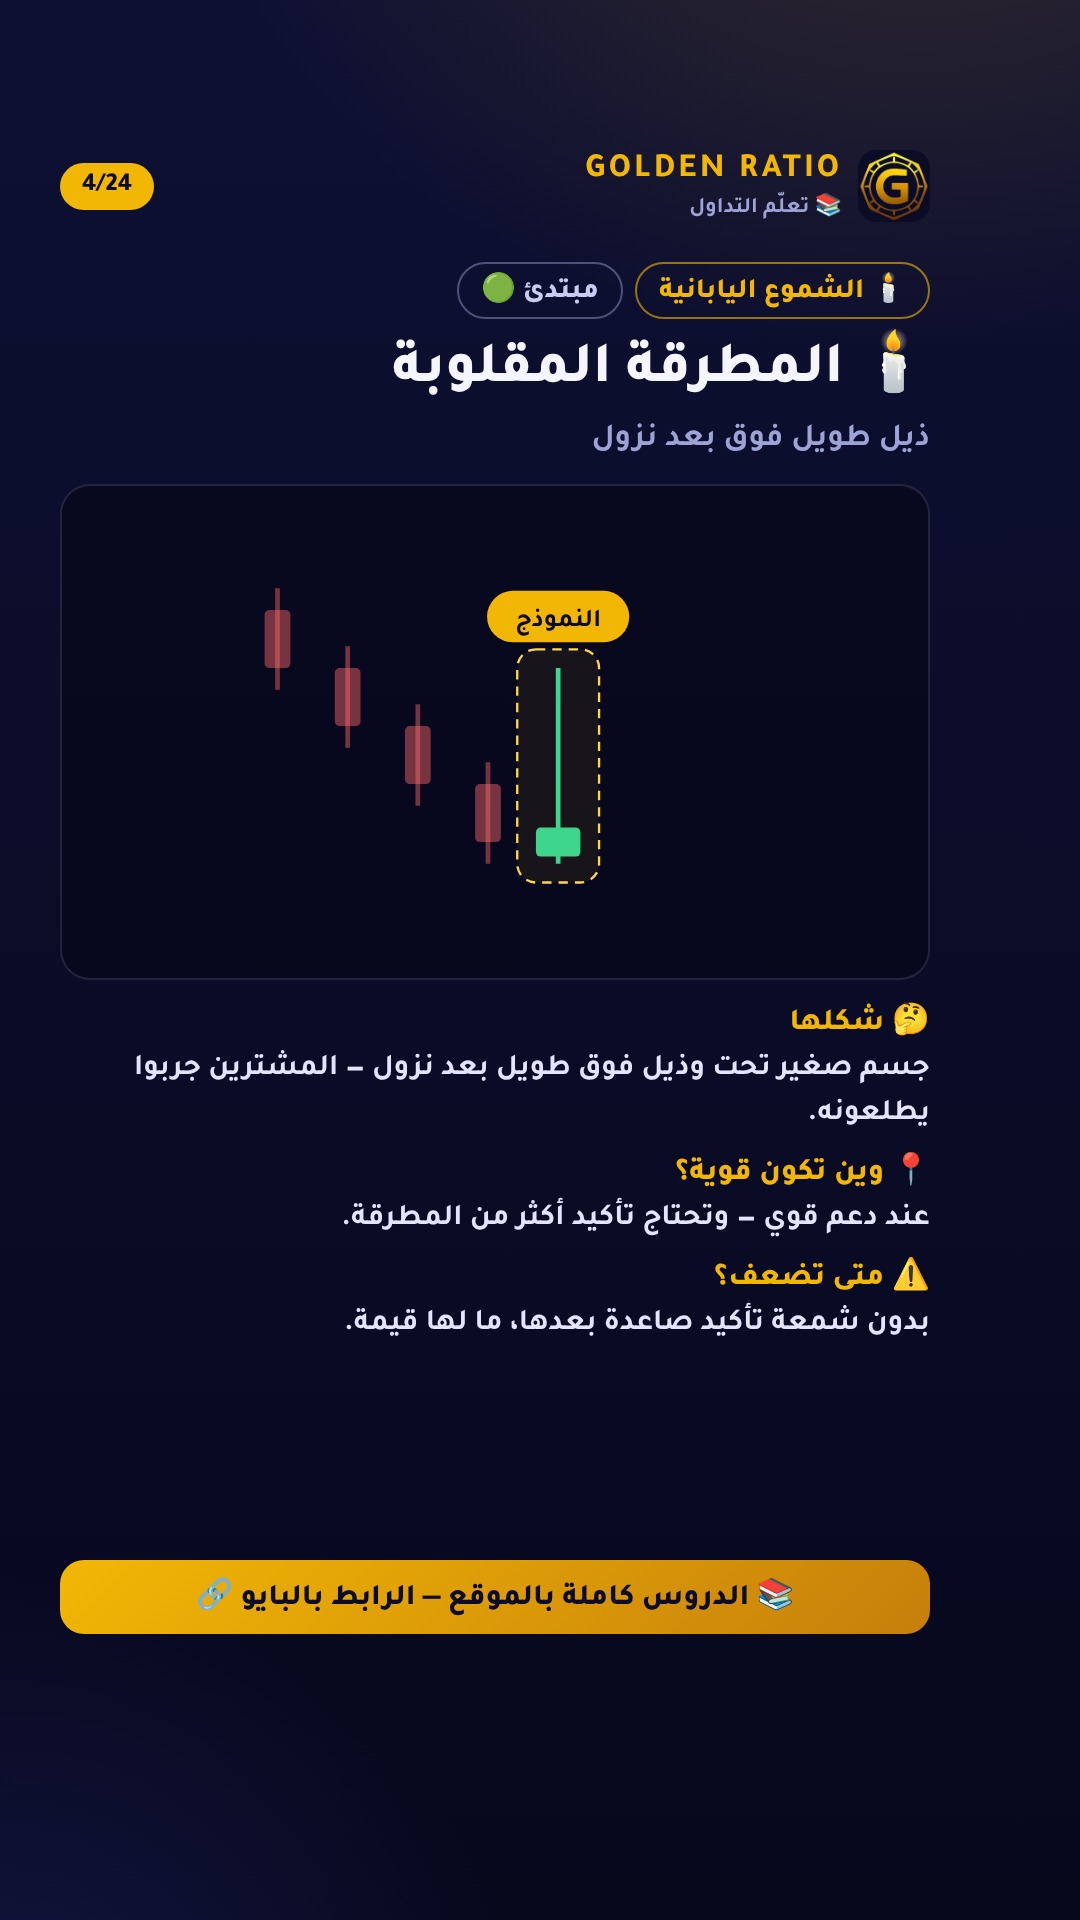 GOLDEN RATIO
📚 تعلّم التداول
4/24
🕯️ الشموع اليابانية
مبتدئ 🟢
🕯️ المطرقة المقلوبة
ذيل طويل فوق بعد نزول
النموذج
🤔 شكلها
جسم صغير تحت وذيل فوق طويل بعد نزول – المشترين جربوا
يطلعونه.
📍 وين تكون قوية؟
عند دعم قوي – وتحتاج تأكيد أكثر من المطرقة.
⚠️ متى تضعف؟
بدون شمعة تأكيد صاعدة بعدها، ما لها قيمة.
📚 الدروس كاملة بالموقع – الرابط بالبايو 🔗